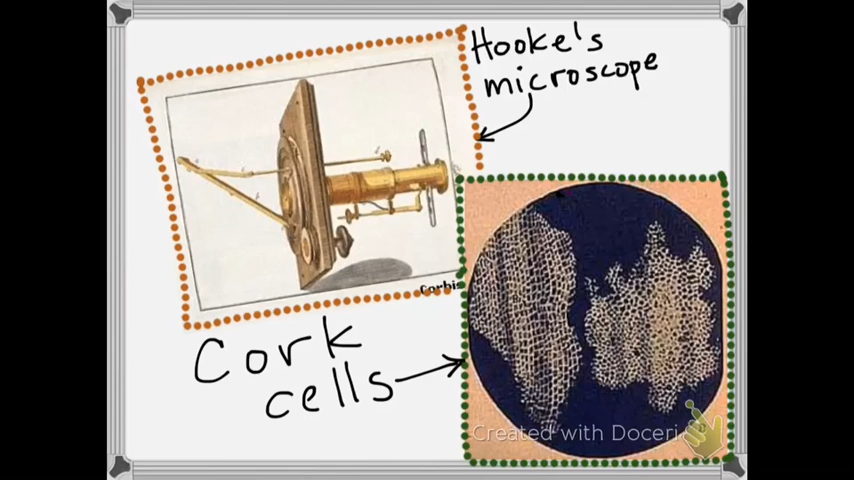 Hooke's
microscope
Corbis
Cork
cells
Created with Doceri